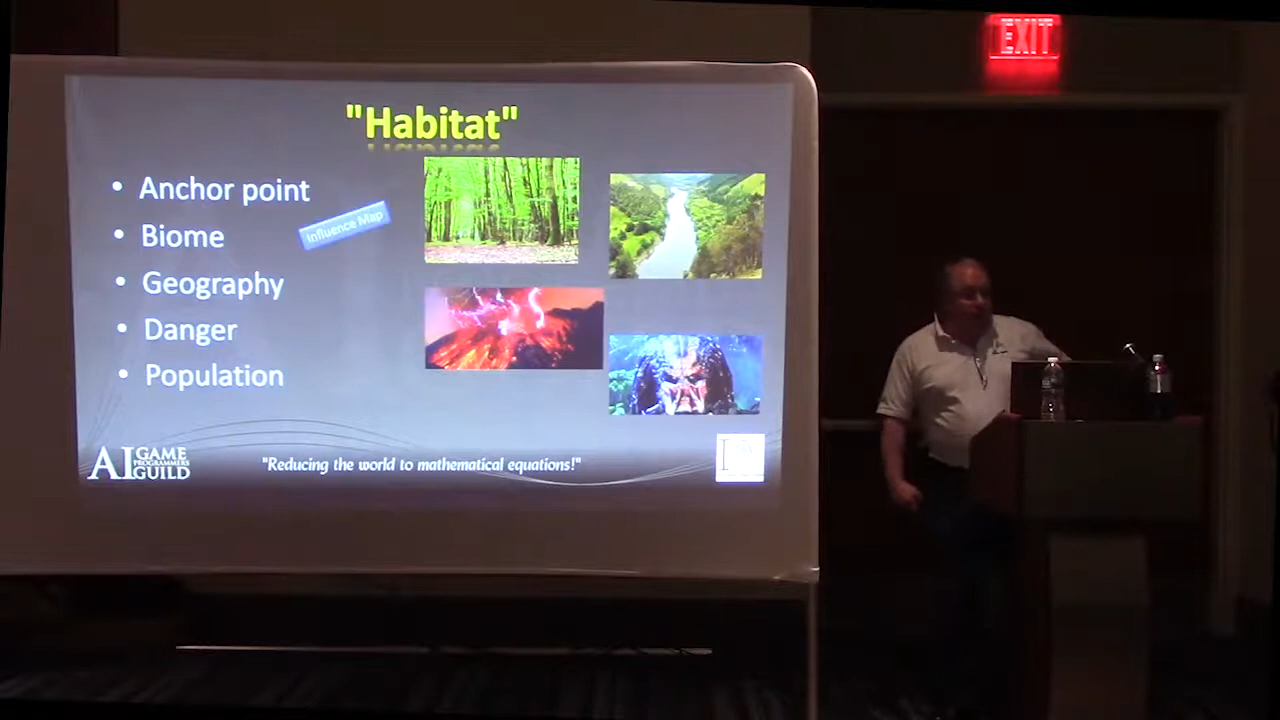 EXIT
"Habitat"
• Anchor point
• Biome
• Geography
• Danger
• Population
Influence Map
AI GAME
PROGRAMMERS
GUILD
"Reducing the world to mathematical equations!"